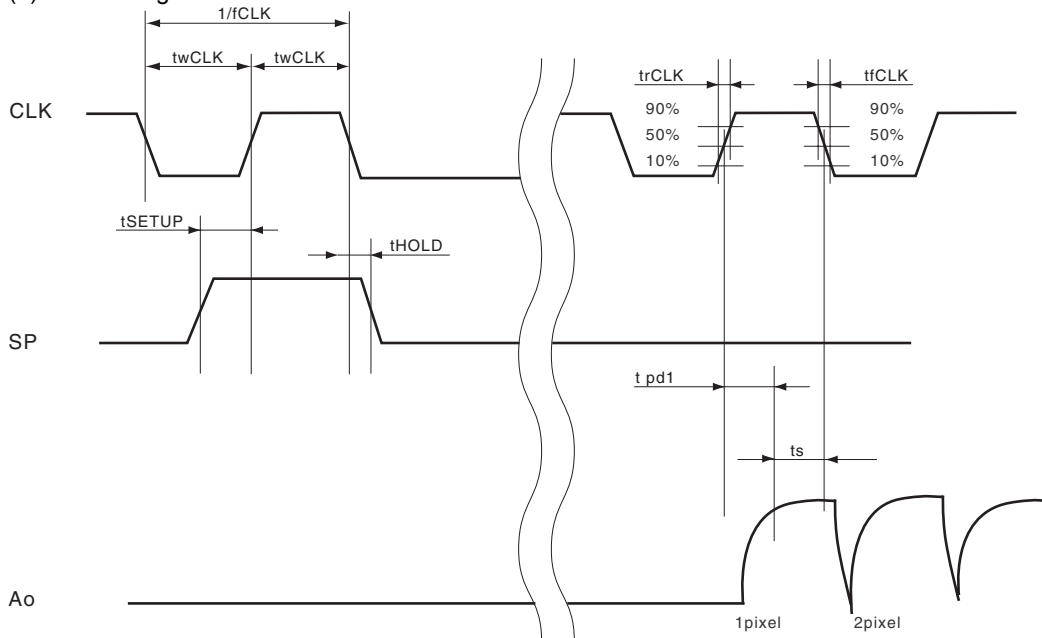 1/fCLK
twCLK twCLK
trCLK tfCLK
CLK
90% 90%
50% 50%
10% 10%
tSETUP
tHOLD
SP
t pd1
ts
Ao
1pixel 2pixel